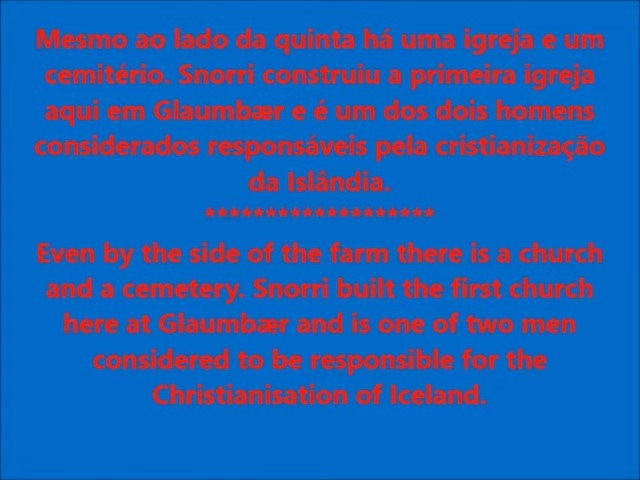 Mesmo ao lado da quinta há uma igreja e um
cemitério. Snorri construiu a primeira igreja
aqui em Glaumbær e é um dos dois homens
considerados responsáveis pela cristianização
da Islândia.
*******************
Even by the side of the farm there is a church
and a cemetery. Snorri built the first church
here at Glaumbær and is one of two men
considered to be responsible for the
Christianisation of Iceland.